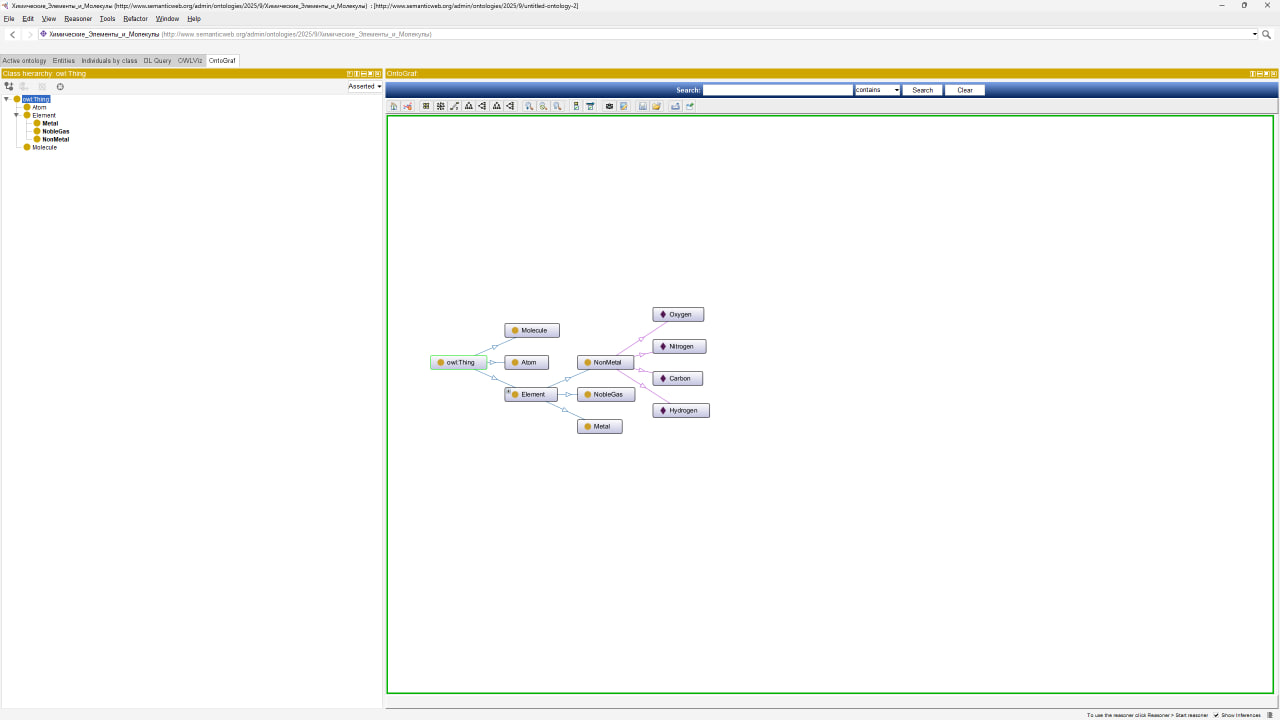 Химические_Элементы_и_Молекулы (http://www.semanticweb.org/admin/ontologies/2025/9/Химические_Элементы_и_Молекулы) : [http://www.semanticweb.org/admin/ontologies/2025/9/untitled-ontology-2]
File Edit View Reasoner Tools Refactor Window Help
Химические_Элементы_и_Молекулы (http://www.semanticweb.org/admin/ontologies/2025/9/Химические_Элементы_и_Молекулы)
Active ontology Entities Individuals by class DL Query OWLViz OntoGraf
Class hierarchy: owl:Thing
Asserted
owl:Thing
Atom
Element
Metal
NobleGas
NonMetal
Molecule
OntoGraf:
Search: contains Search Clear
Oxygen
Molecule
Nitrogen
owl:Thing Atom NonMetal
Carbon
Element NobleGas
Hydrogen
Metal
To use the reasoner click Reasoner > Start reasoner Show Inferences